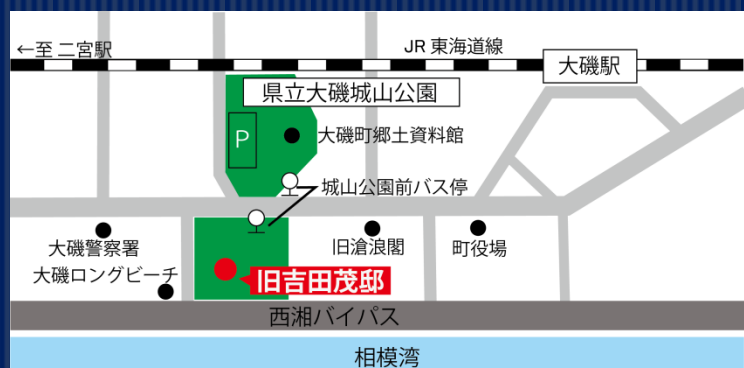 ←至 二宮駅
JR 東海道線
大磯駅
県立大磯城山公園
P
大磯町郷土資料館
城山公園前バス停
大磯警察署
旧滄浪閣
町役場
大磯ロングビーチ
旧吉田茂邸
西湘バイパス
相模湾